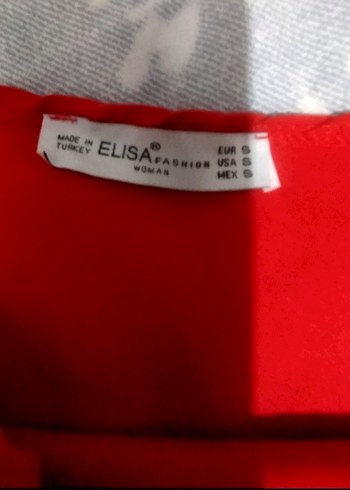 MADE IN
TURKEY
ELISA® FASHION
WOMAN
EUR S
USA S
MEX S